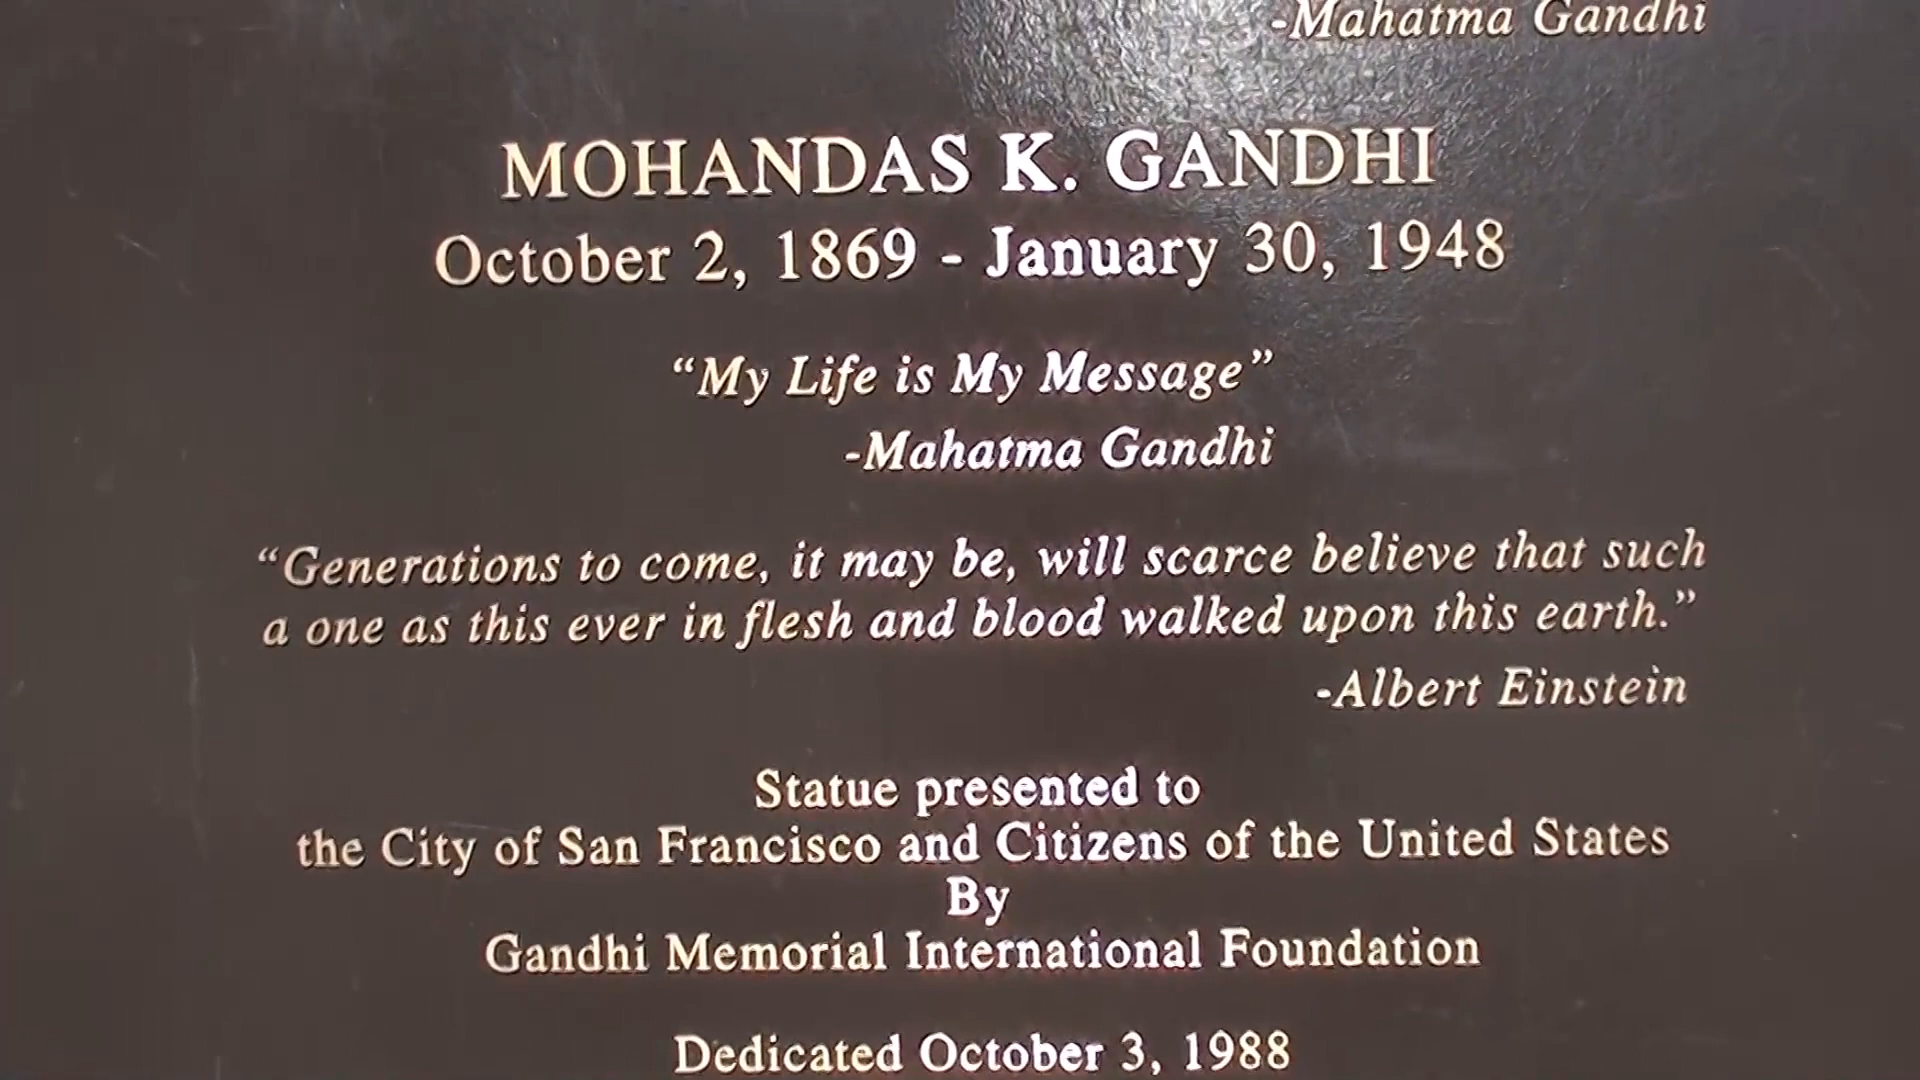 -Mahatma Gandhi
MOHANDAS K. GANDHI
October 2, 1869 - January 30, 1948
“My Life is My Message”
-Mahatma Gandhi
“Generations to come, it may be, will scarce believe that such
a one as this ever in flesh and blood walked upon this earth.”
-Albert Einstein
Statue presented to
the City of San Francisco and Citizens of the United States
By
Gandhi Memorial International Foundation
Dedicated October 3, 1988